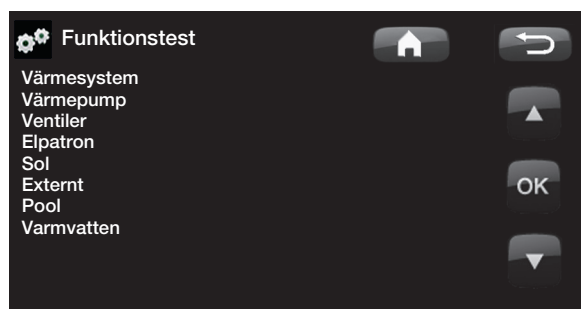 Funktionstest
Värmesystem
Värmepump
Ventiler
Elpatron
Sol
Externt
OK
Pool
Varmvatten